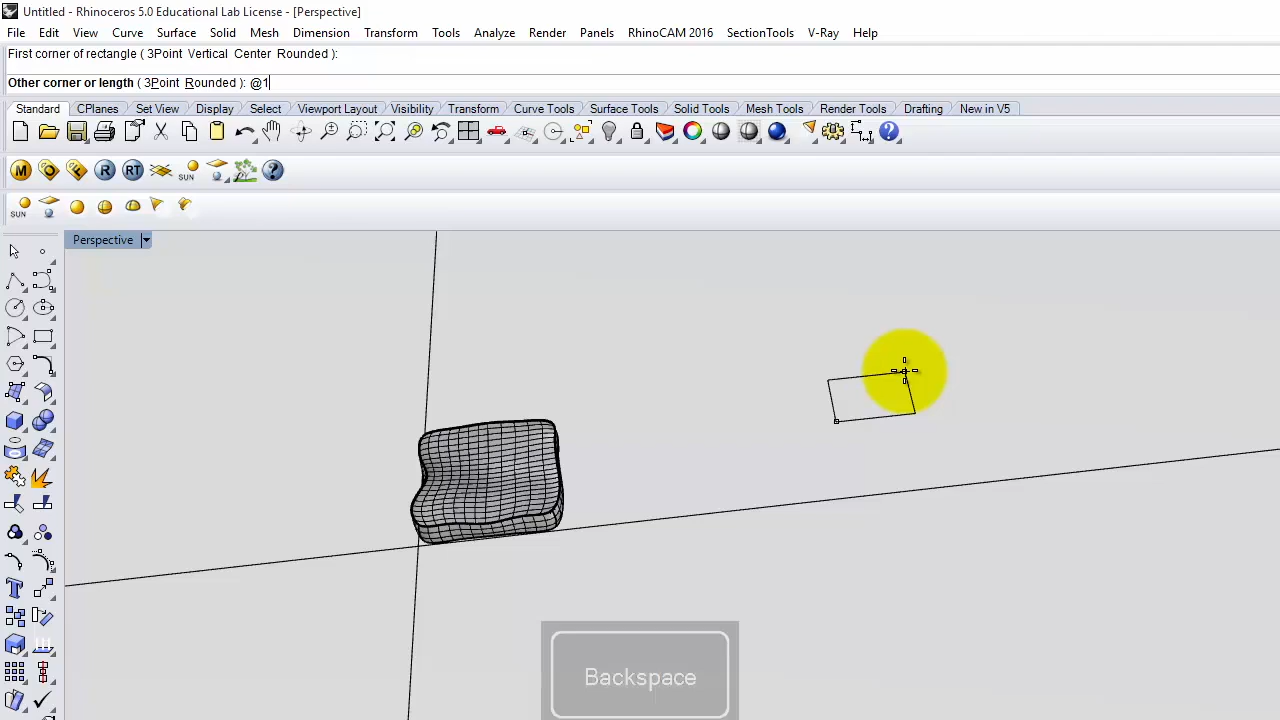 Untitled - Rhinoceros 5.0 Educational Lab License - [Perspective]
File Edit View Curve Surface Solid Mesh Dimension Transform Tools Analyze Render Panels RhinoCAM 2016 SectionTools V-Ray Help
First corner of rectangle ( 3Point Vertical Center Rounded ):
Other corner or length ( 3Point Rounded ): @1
Standard CPlanes Set View Display Select Viewport Layout Visibility Transform Curve Tools Surface Tools Solid Tools Mesh Tools Render Tools Drafting New in V5
M O F R RT SUN
SUN
Perspective
Backspace